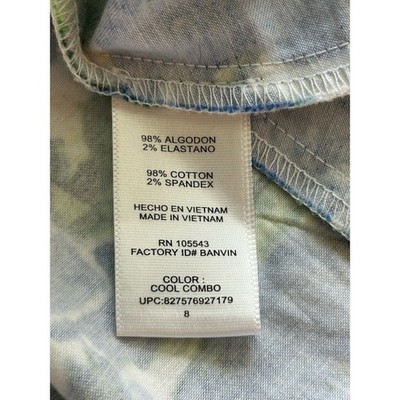 98% ALGODON
2% ELASTANO
98% COTTON
2% SPANDEX
HECHO EN VIETNAM
MADE IN VIETNAM
RN 105543
FACTORY ID# BANVIN
COLOR :
COOL COMBO
UPC:827576927179
8